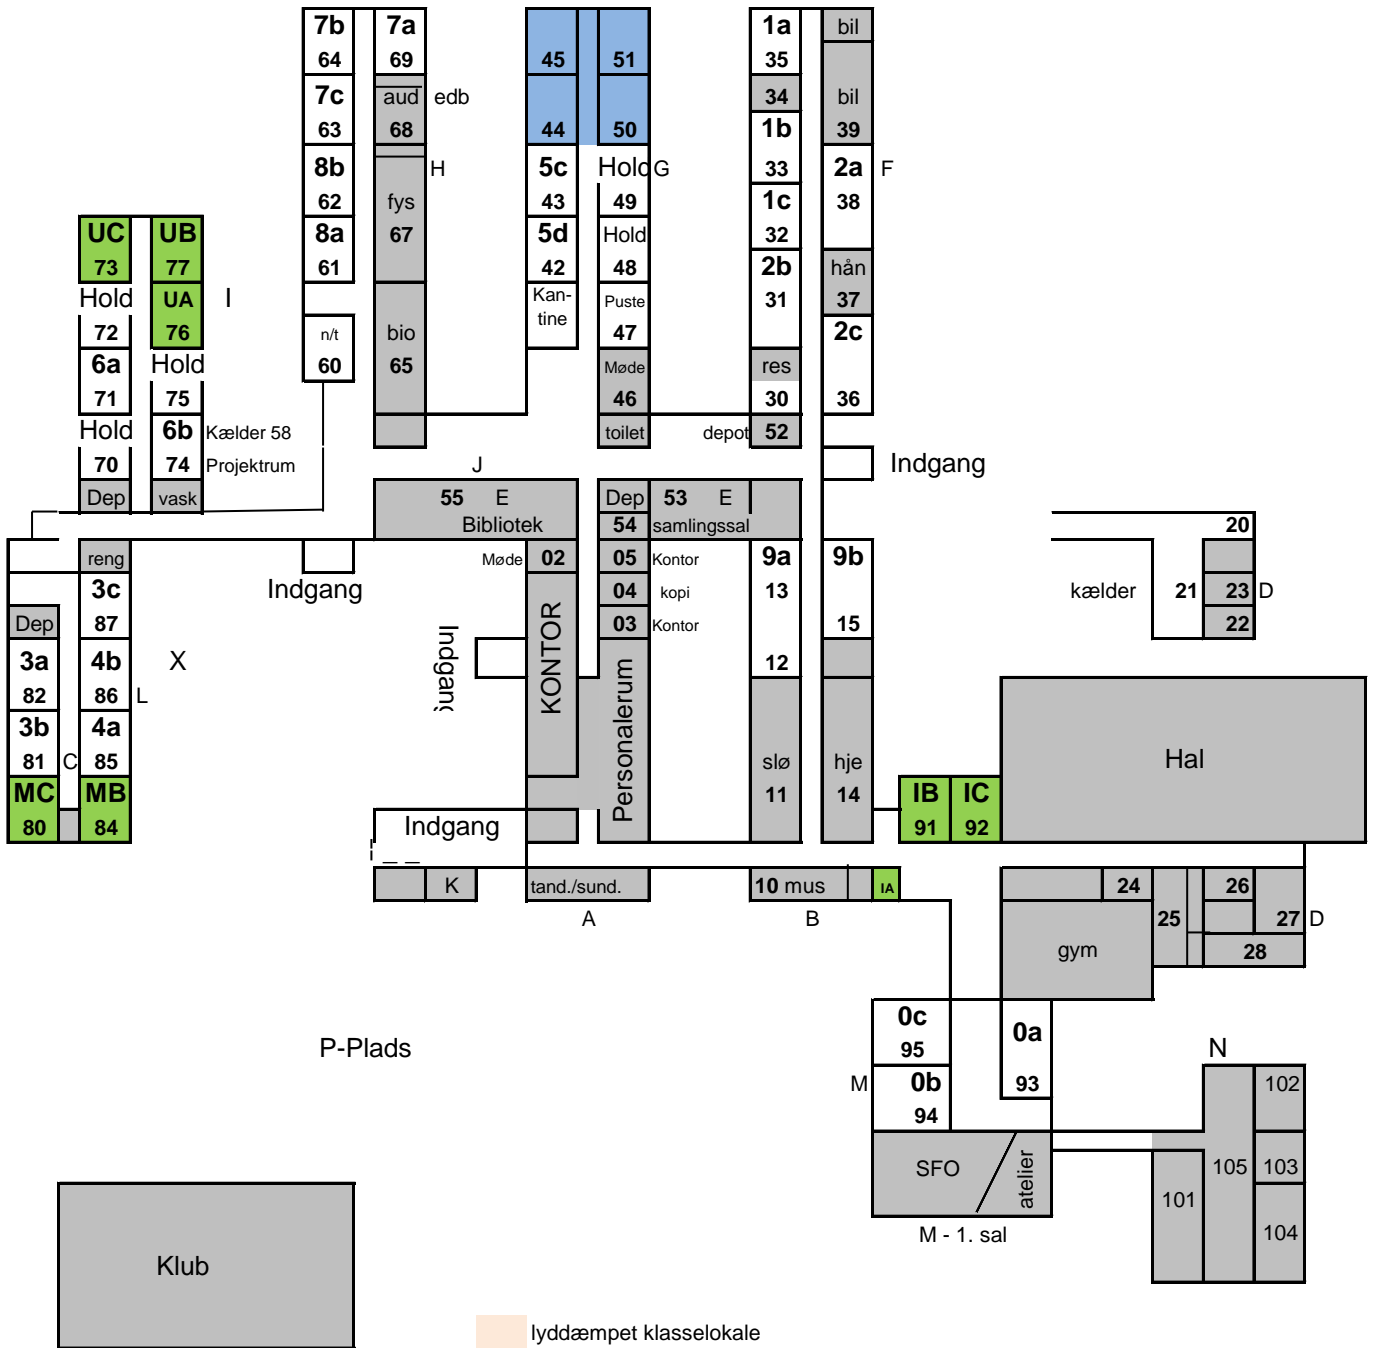 7b 7a 1a bil
64 69 45 51 35
7c aud edb 34 bil
63 68 44 50 1b 39
8b H 5c Hold G 33 2a F
62 fys 43 49 1c 38
UC UB 8a 67 5d Hold 32
73 77 61 42 48 2b hån
Hold UA I Kan- Puste 31 37
72 76 n/t bio tine 47 2c
6a Hold 60 65 Møde res
71 75 46 30 36
Hold 6b Kælder 58 toilet depot 52
70 74 Projektrum J Indgang
Dep vask 55 E Dep 53 E
Bibliotek 54 samlingssal 20
reng Møde 02 05 Kontor 9a 9b
3c Indgang 04 kopi 13 kælder 21 23 D
Dep 87 03 Kontor 15 22
3a 4b X Indgang KONTOR Personalerum 12
82 86 L
3b 4a
81 C 85 slø hje Hal
MC MB 11 14 IB IC
80 84 Indgang 91 92
K tand./sund. 10 mus IA 24 26
A B 25 27 D
gym 28
0c 0a
P-Plads 95 N
M 0b 93 102
94
SFO atelier 105 103
101
M - 1. sal 104
Klub
lyddæmpet klasselokale